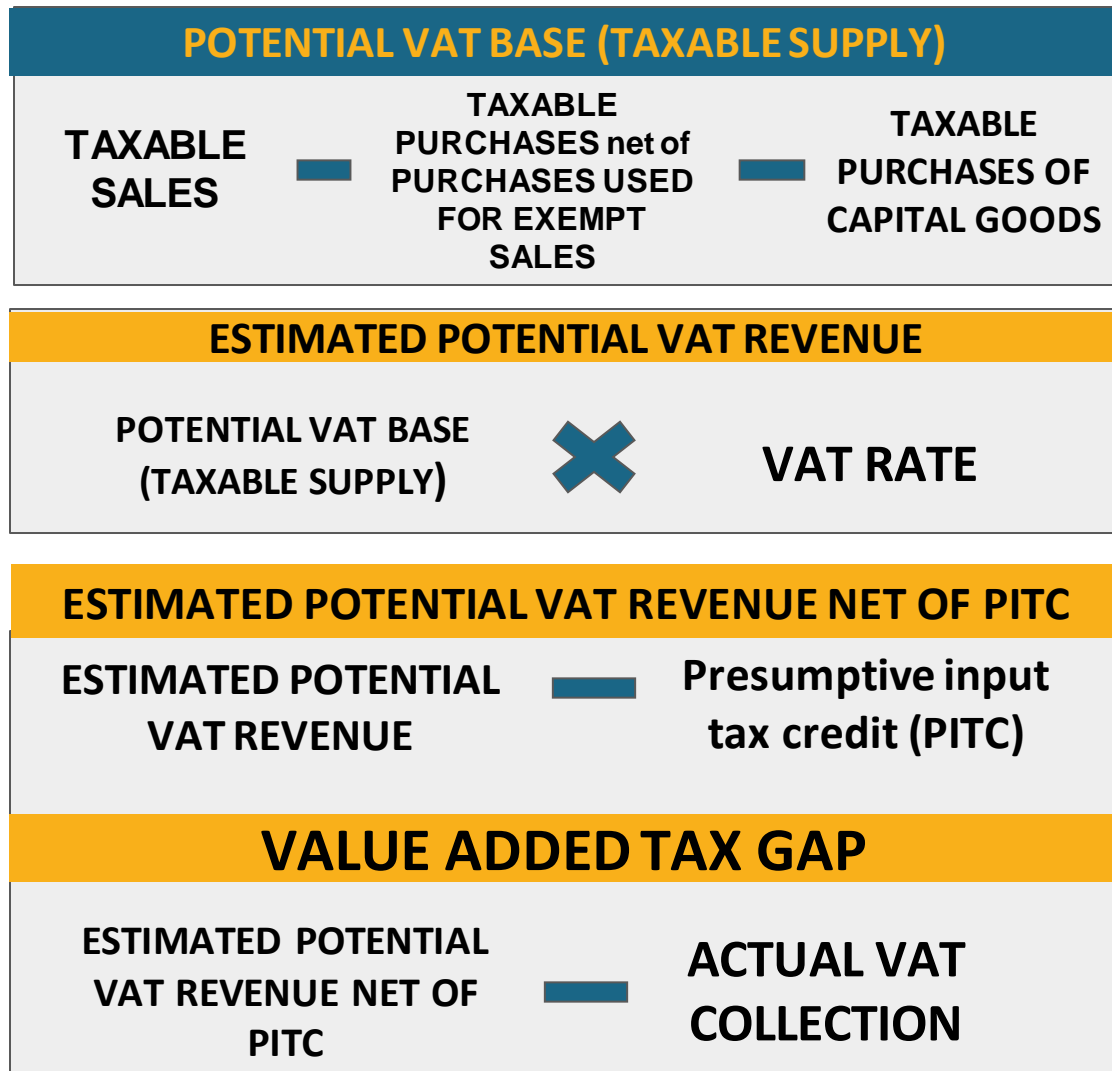 POTENTIAL VAT BASE (TAXABLE SUPPLY)
TAXABLE
SALES
TAXABLE
PURCHASES net of
PURCHASES USED
FOR EXEMPT
SALES
TAXABLE
PURCHASES OF
CAPITAL GOODS
ESTIMATED POTENTIAL VAT REVENUE
POTENTIAL VAT BASE
(TAXABLE SUPPLY)
VAT RATE
ESTIMATED POTENTIAL VAT REVENUE NET OF PITC
ESTIMATED POTENTIAL
VAT REVENUE
Presumptive input
tax credit (PITC)
VALUE ADDED TAX GAP
ESTIMATED POTENTIAL
VAT REVENUE NET OF
PITC
ACTUAL VAT
COLLECTION